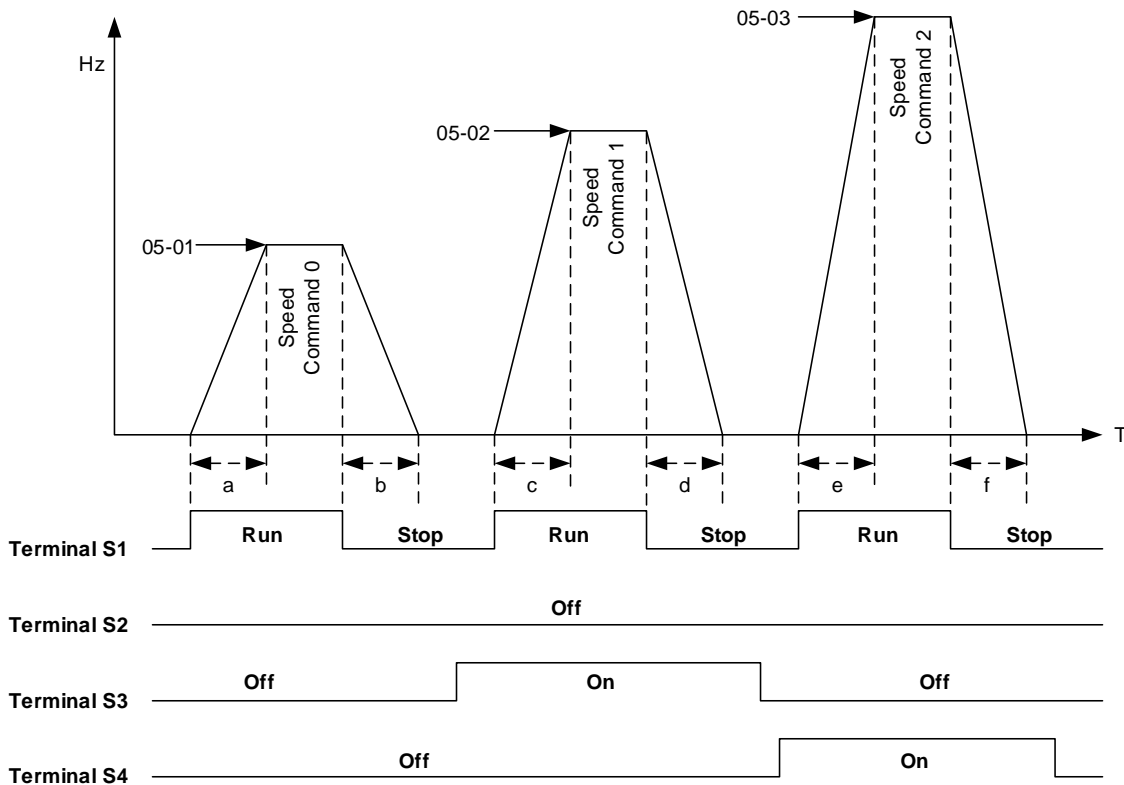 05-03
Hz
Speed
Command 2
05-02
Speed
Command 1
05-01
Speed
Command 0
T
a
b
c
d
e
f
Terminal S1
Run
Stop
Run
Stop
Run
Stop
Terminal S2
Off
Terminal S3
Off
On
Off
Terminal S4
Off
On